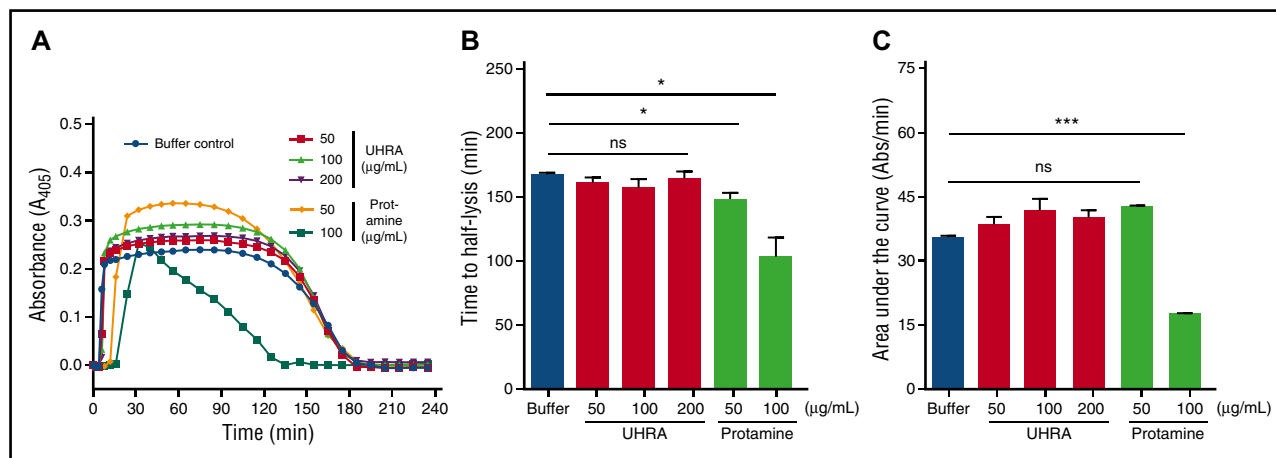 A
Absorbance (A405)
0.5
0.4
0.3
0.2
0.1
0.0
Buffer control
50
100
200
UHRA
(μg/mL)
50
100
Prot-
amine
(μg/mL)
0 30 60 90 120 150 180 210 240
Time (min)
B
Time to half-lysis (min)
250
200
150
100
50
0
*
*
ns
Buffer 50 100 200 50 100 (μg/mL)
UHRA Protamine
C
Area under the curve (Abs/min)
75
60
45
30
15
0
***
ns
Buffer 50 100 200 50 100 (μg/mL)
UHRA Protamine